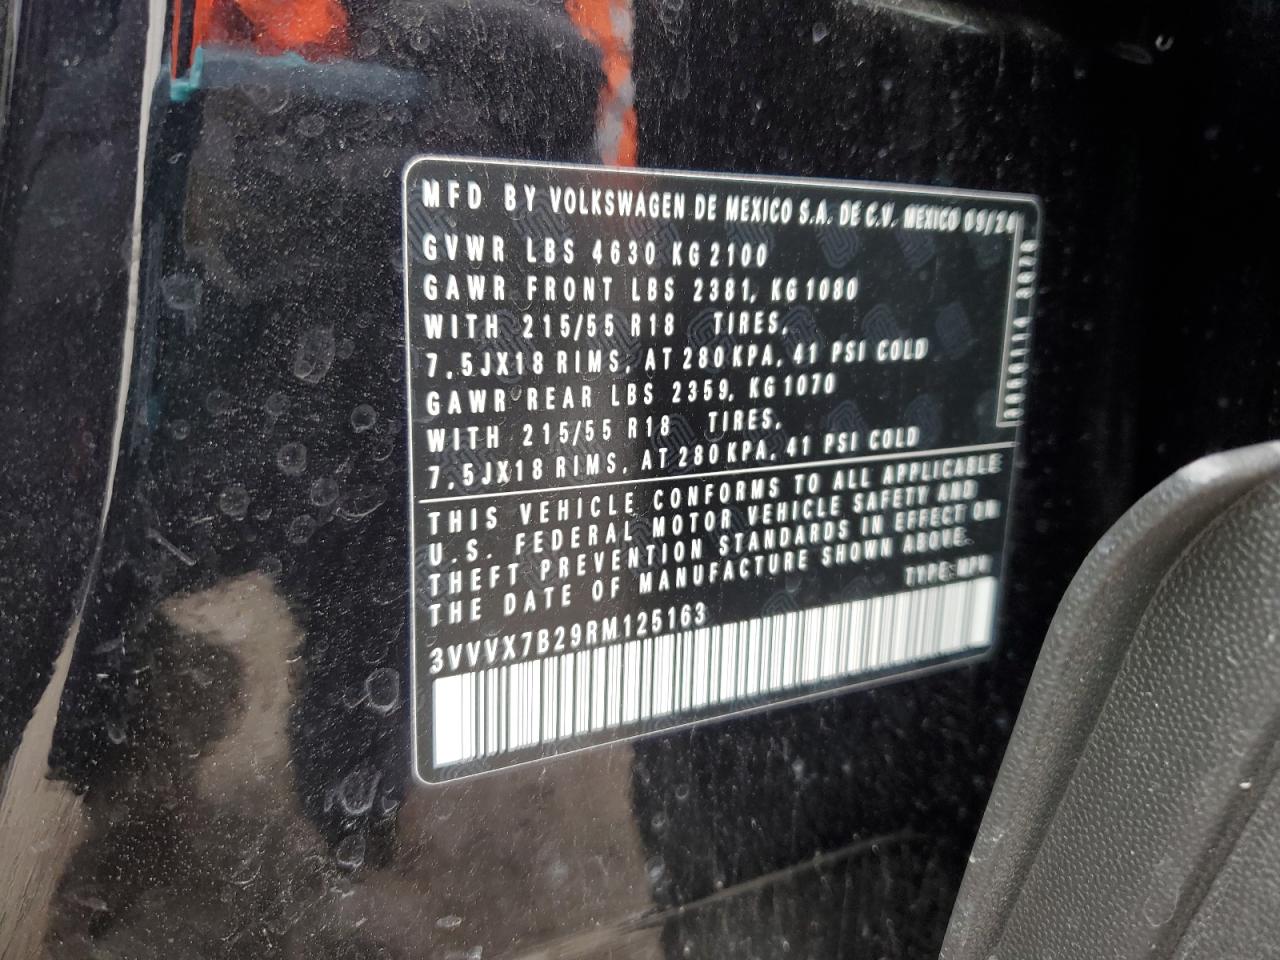 MFD BY VOLKSWAGEN DE MEXICO S.A. DE C.V. MEXICO 09/24
GVWR LBS 4630 KG 2100
GAWR FRONT LBS 2381, KG 1080
WITH 215/55 R18 TIRES,
7,5JX18 RIMS, AT 280 KPA, 41 PSI COLD
GAWR REAR LBS 2359, KG 1070
WITH 215/55 R18 TIRES,
7,5JX18 RIMS, AT 280 KPA, 41 PSI COLD
THIS VEHICLE CONFORMS TO ALL APPLICABLE
U.S. FEDERAL MOTOR VEHICLE SAFETY AND
THEFT PREVENTION STANDARDS IN EFFECT ON
THE DATE OF MANUFACTURE SHOWN ABOVE.
TYPE: MPV
3VVVX7B29RM125163